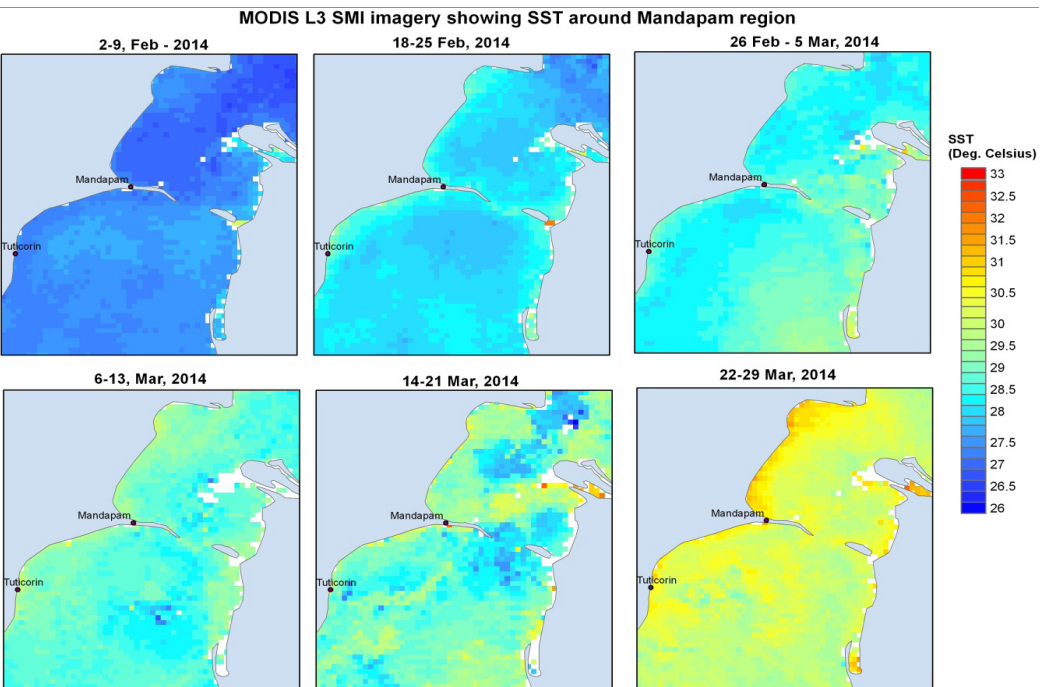 MODIS L3 SMI imagery showing SST around Mandapam region
2-9, Feb - 2014
18-25 Feb, 2014
26 Feb - 5 Mar, 2014
Mandapam
Tuticorin
Mandapam
Tuticorin
Mandapam
Tuticorin
SST
(Deg. Celsius)
33
32.5
32
31.5
31
30.5
30
29.5
29
28.5
28
27.5
27
26.5
26
6-13, Mar, 2014
14-21 Mar, 2014
22-29 Mar, 2014
Mandapam
Tuticorin
Mandapam
Tuticorin
Mandapam
Tuticorin